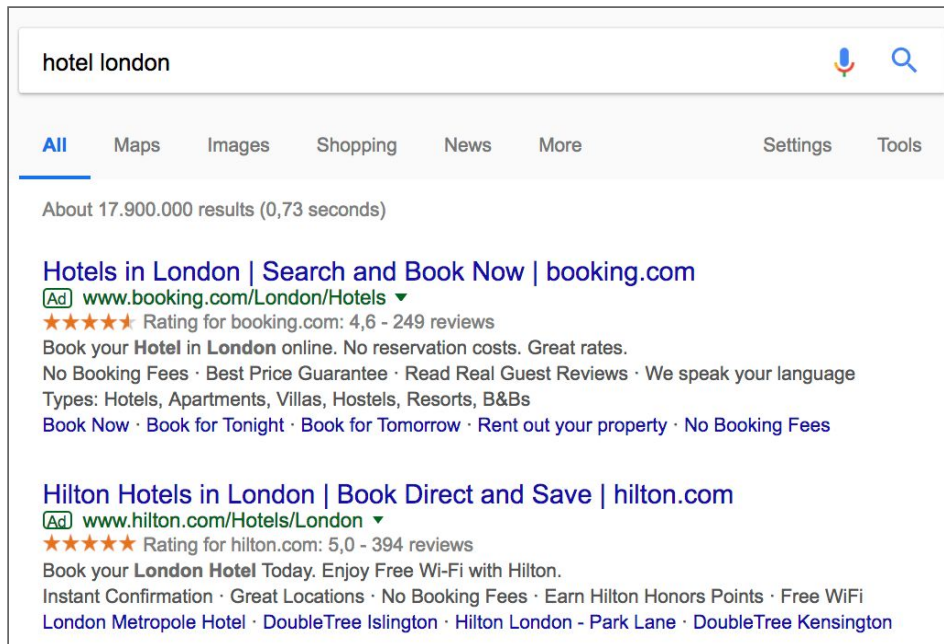 hotel london
All Maps Images Shopping News More Settings Tools
About 17.900.000 results (0,73 seconds)
Hotels in London | Search and Book Now | booking.com
Ad www.booking.com/London/Hotels
Rating for booking.com: 4,6 - 249 reviews
Book your Hotel in London online. No reservation costs. Great rates.
No Booking Fees · Best Price Guarantee · Read Real Guest Reviews · We speak your language
Types: Hotels, Apartments, Villas, Hostels, Resorts, B&Bs
Book Now · Book for Tonight · Book for Tomorrow · Rent out your property · No Booking Fees
Hilton Hotels in London | Book Direct and Save | hilton.com
Ad www.hilton.com/Hotels/London
Rating for hilton.com: 5,0 - 394 reviews
Book your London Hotel Today. Enjoy Free Wi-Fi with Hilton.
Instant Confirmation · Great Locations · No Booking Fees · Earn Hilton Honors Points · Free WiFi
London Metropole Hotel · DoubleTree Islington · Hilton London - Park Lane · DoubleTree Kensington